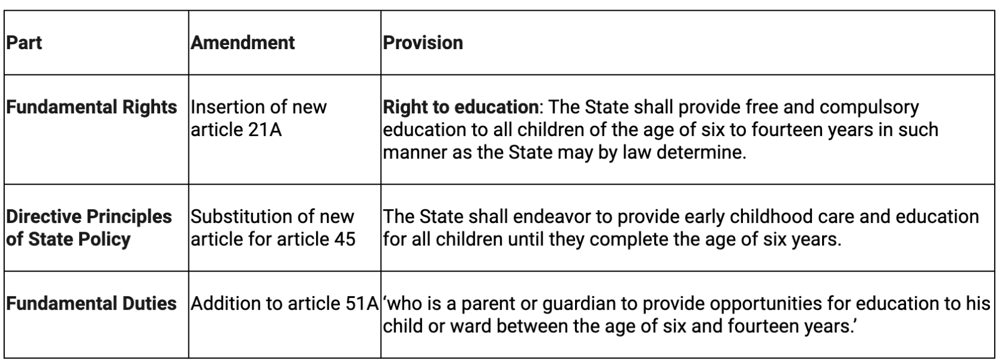 Part Amendment Provision
Fundamental Rights Insertion of new Right to education: The State shall provide free and compulsory
article 21A education to all children of the age of six to fourteen years in such
manner as the State may by law determine.
Directive Principles Substitution of new The State shall endeavor to provide early childhood care and education
of State Policy article for article 45 for all children until they complete the age of six years.
Fundamental Duties Addition to article 51A ‘who is a parent or guardian to provide opportunities for education to his
child or ward between the age of six and fourteen years.’